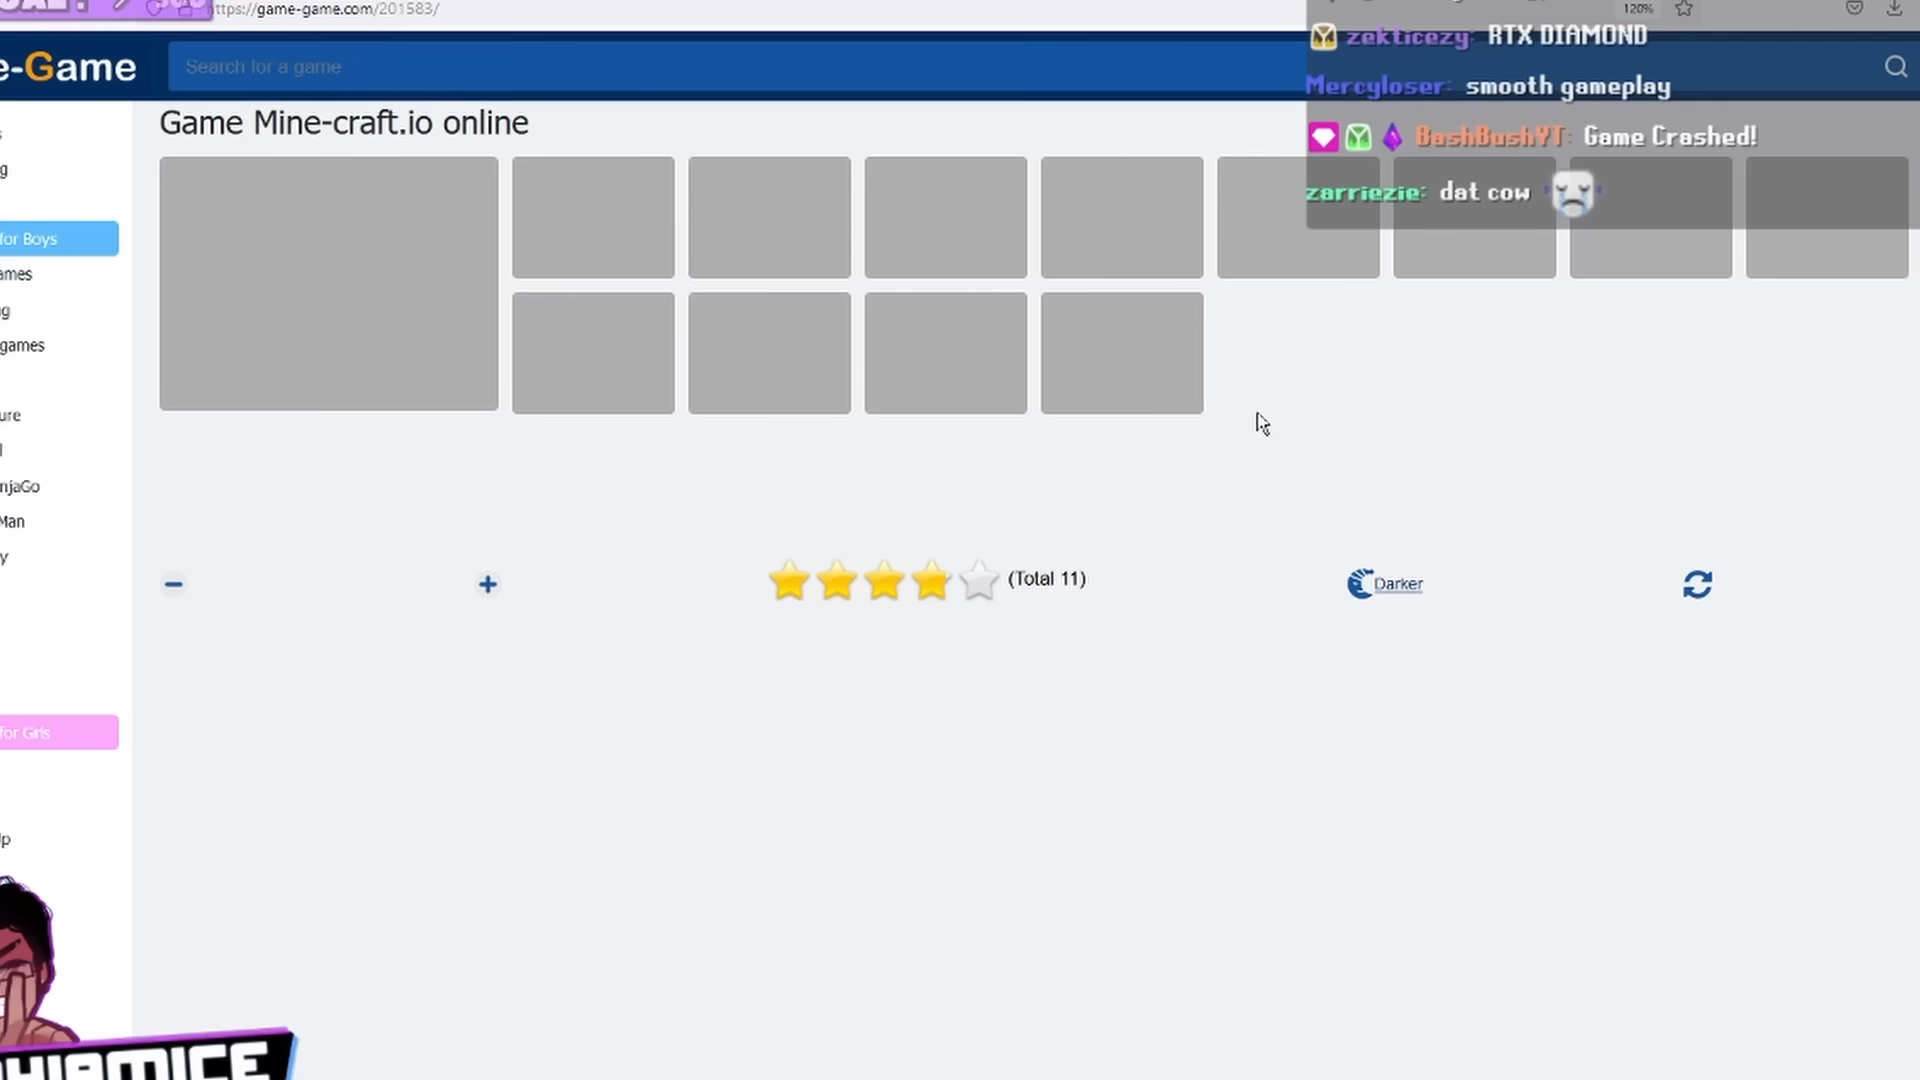 https://game-game.com/201583/
120%
e-Game
Search for a game
zekticezy: RTX DIAMOND
Mercyloser: smooth gameplay
BashBushYT: Game Crashed!
zarriezie: dat cow
Game Mine-craft.io online
g
for Boys
ames
g
games
ure
l
njaGo
Man
y
(Total 11)
Darker
for Girls
lp